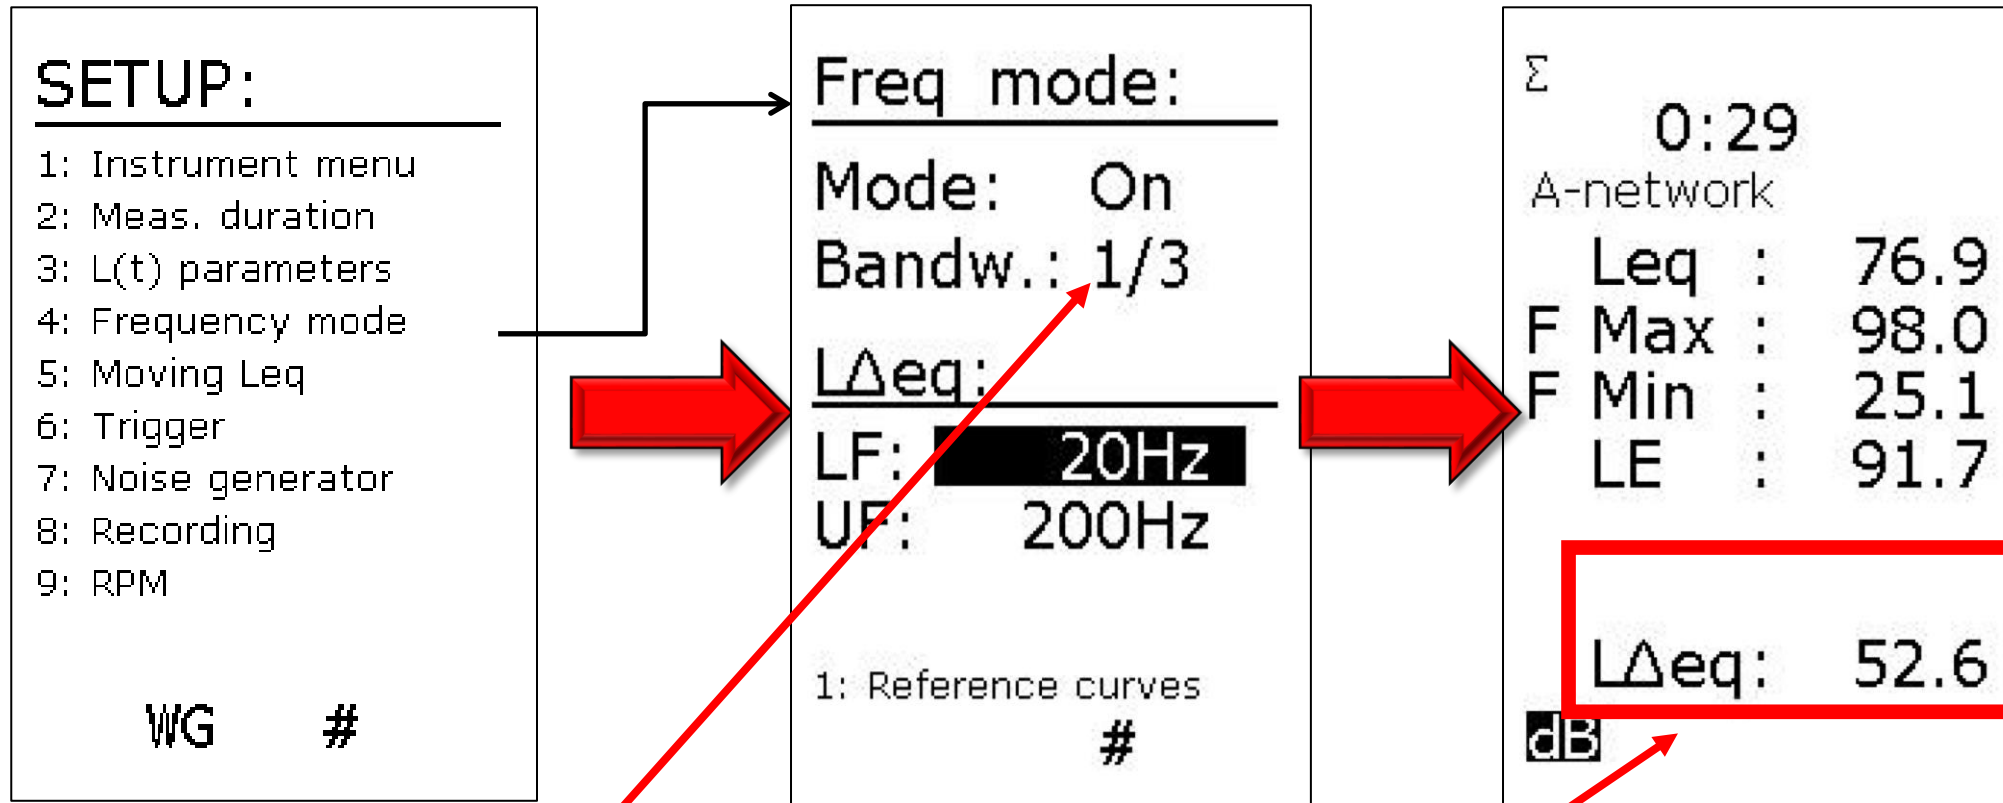 SETUP:
1: Instrument menu
2: Meas. duration
3: L(t) parameters
4: Frequency mode
5: Moving Leq
6: Trigger
7: Noise generator
8: Recording
9: RPM
WG #
Freq mode:
Mode: On
Bandw.: 1/3
LΔeq:
LF: 20Hz
UF: 200Hz
1: Reference curves
#
Σ
0:29
A-network
Leq : 76.9
F Max : 98.0
F Min : 25.1
LE : 91.7
LΔeq: 52.6
dB